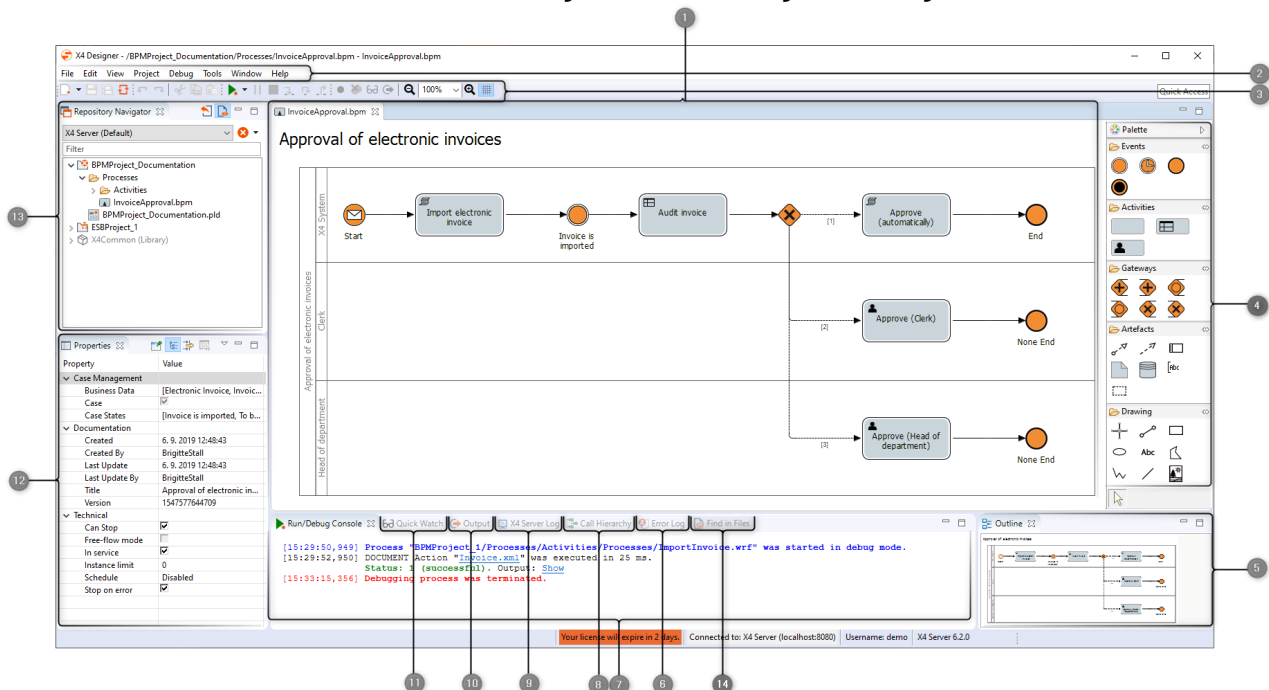 1
X4 Designer - /BPMProject_Documentation/Processes/InvoiceApproval.bpm - InvoiceApproval.bpm
File Edit View Project Debug Tools Window Help
2
100%
Quick Access
3
Repository Navigator
X4 Server (Default)
Filter
BPMProject_Documentation
Processes
Activities
InvoiceApproval.bpm
BPMProject_Documentation.pld
ESBProject_1
X4Common (Library)
13
InvoiceApproval.bpm
Approval of electronic invoices
Approval of electronic invoices
X4 System
Start
Import electronic
invoice
Invoice is
imported
Audit invoice
[1]
Approve
(automatically)
End
Clerk
[2]
Approve (Clerk)
None End
Head of department
[3]
Approve (Head of
department)
None End
Palette
Events
Activities
Gateways
4
Artefacts
Abc
Drawing
Abc
Properties
Property Value
Case Management
Business Data [Electronic Invoice, Invoic...
Case
Case States [Invoice is imported, To b...
Documentation
Created 6. 9. 2019 12:48:43
Created By BrigitteStall
Last Update 6. 9. 2019 12:48:43
Last Update By BrigitteStall
Title Approval of electronic in...
Version 1547577644709
Technical
Can Stop
Free-flow mode
In service
Instance limit 0
Schedule Disabled
Stop on error
12
Run/Debug Console Quick Watch Output X4 Server Log Call Hierarchy Error Log Find in Files
[15:29:50,949] Process "BPMProject_1/Processes/Activities/Processes/ImportInvoice.wrf" was started in debug mode.
[15:29:52,950] DOCUMENT Action "Invoice.xml" was executed in 25 ms.
Status: 1 (successful). Output: Show
[15:33:15,356] Debugging process was terminated.
Outline
Approval of electronic invoices
5
Your license will expire in 2 days. Connected to: X4 Server (localhost:8080) Username: demo X4 Server 6.2.0
11 10 9 8 7 6 14